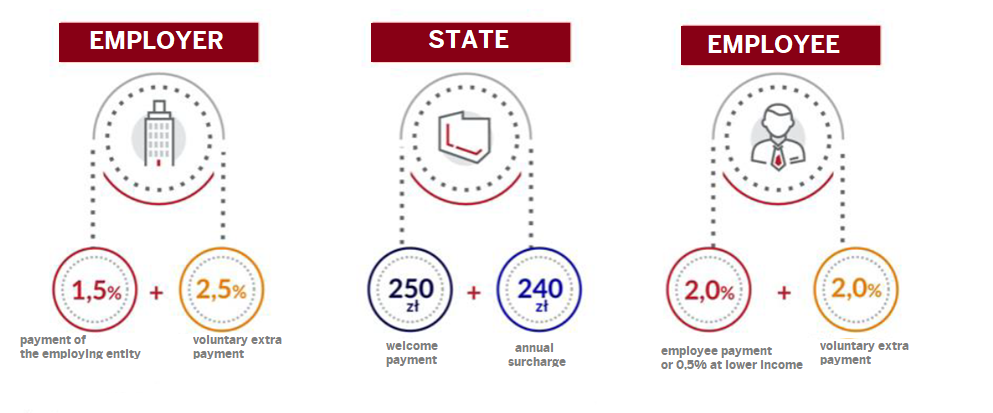 EMPLOYER
STATE
EMPLOYEE
1,5%
+
2,5%
250
zł
+
240
zł
2,0%
+
2,0%
payment of
the employing entity
voluntary extra
payment
welcome
payment
annual
surcharge
employee payment
or 0,5% at lower income
voluntary extra
payment